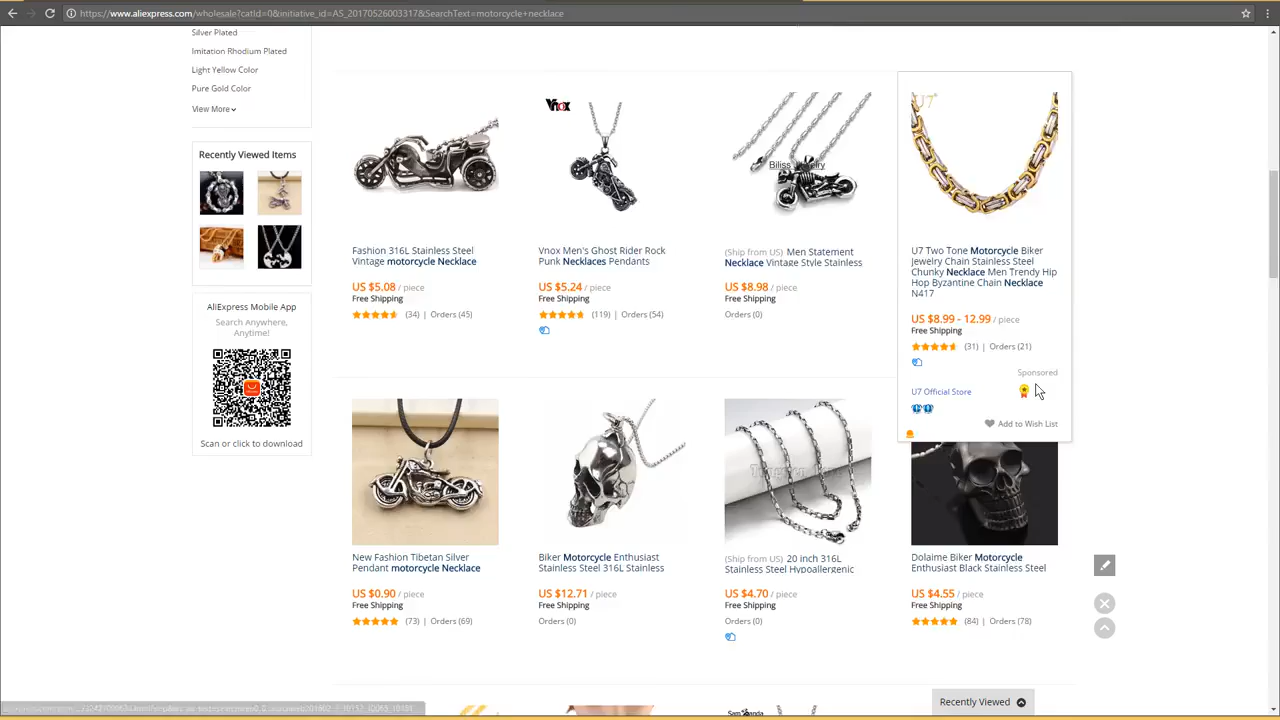 https://www.aliexpress.com/wholesale?catId=0&initiative_id=AS_20170526003317&SearchText=motorcycle+necklace
Silver Plated
Imitation Rhodium Plated
Light Yellow Color
Pure Gold Color
View More
Recently Viewed Items
AliExpress Mobile App
Search Anywhere,
Anytime!
Scan or click to download
Fashion 316L Stainless Steel
Vintage motorcycle Necklace
US $5.08 / piece
Free Shipping
(34) | Orders (45)
Vnox
Vnox Men's Ghost Rider Rock
Punk Necklaces Pendants
US $5.24 / piece
Free Shipping
(119) | Orders (54)
Biliss Jewelry
(Ship from US) Men Statement
Necklace Vintage Style Stainless
US $8.98 / piece
Free Shipping
Orders (0)
U7
U7 Two Tone Motorcycle Biker
Jewelry Chain Stainless Steel
Chunky Necklace Men Trendy Hip
Hop Byzantine Chain Necklace
N417
US $8.99 - 12.99 / piece
Free Shipping
(31) | Orders (21)
Sponsored
U7 Official Store
Add to Wish List
New Fashion Tibetan Silver
Pendant motorcycle Necklace
US $0.90 / piece
Free Shipping
(73) | Orders (69)
Biker Motorcycle Enthusiast
Stainless Steel 316L Stainless
US $12.71 / piece
Free Shipping
Orders (0)
(Ship from US) 20 inch 316L
Stainless Steel Hypoallergenic
US $4.70 / piece
Free Shipping
Orders (0)
Dolaime Biker Motorcycle
Enthusiast Black Stainless Steel
US $4.55 / piece
Free Shipping
(84) | Orders (78)
Recently Viewed